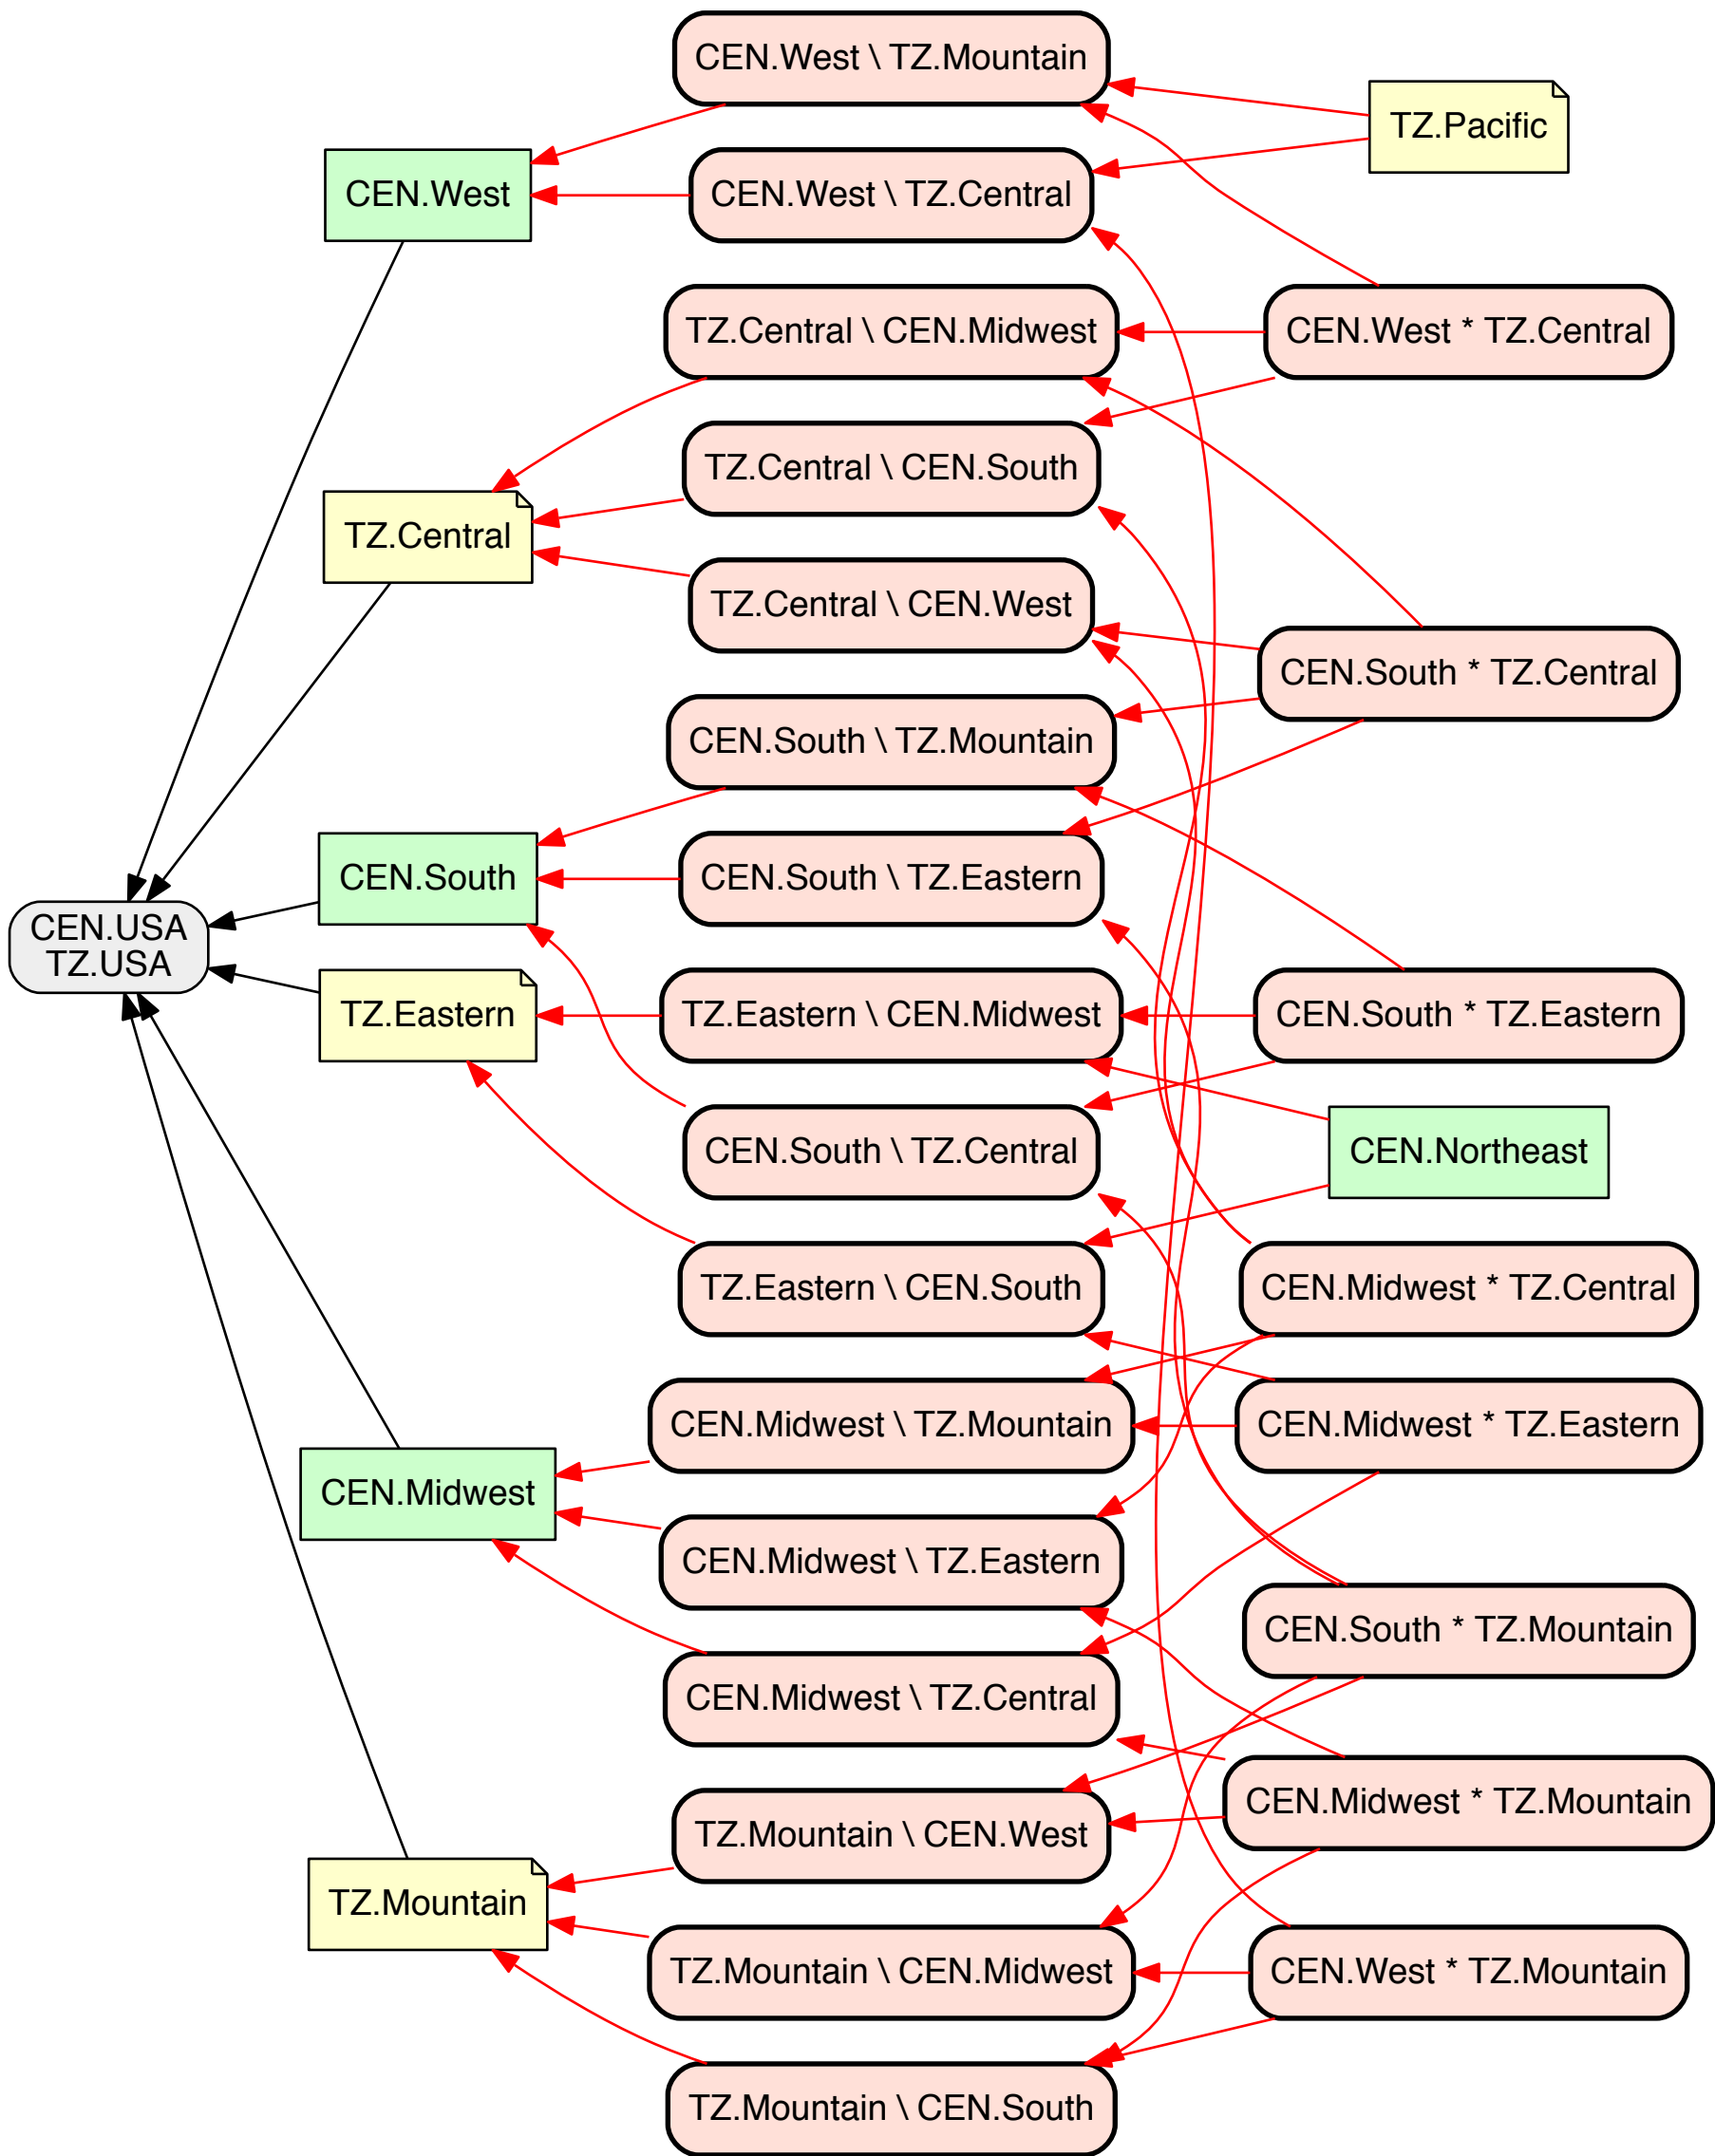 CEN.USA
TZ.USA
CEN.West
TZ.Central
CEN.South
TZ.Eastern
CEN.Midwest
TZ.Mountain
CEN.West \ TZ.Mountain
CEN.West \ TZ.Central
TZ.Central \ CEN.Midwest
TZ.Central \ CEN.South
TZ.Central \ CEN.West
CEN.South \ TZ.Mountain
CEN.South \ TZ.Eastern
TZ.Eastern \ CEN.Midwest
CEN.South \ TZ.Central
TZ.Eastern \ CEN.South
CEN.Midwest \ TZ.Mountain
CEN.Midwest \ TZ.Eastern
CEN.Midwest \ TZ.Central
TZ.Mountain \ CEN.West
TZ.Mountain \ CEN.Midwest
TZ.Mountain \ CEN.South
TZ.Pacific
CEN.West * TZ.Central
CEN.South * TZ.Central
CEN.South * TZ.Eastern
CEN.Northeast
CEN.Midwest * TZ.Central
CEN.Midwest * TZ.Eastern
CEN.South * TZ.Mountain
CEN.Midwest * TZ.Mountain
CEN.West * TZ.Mountain